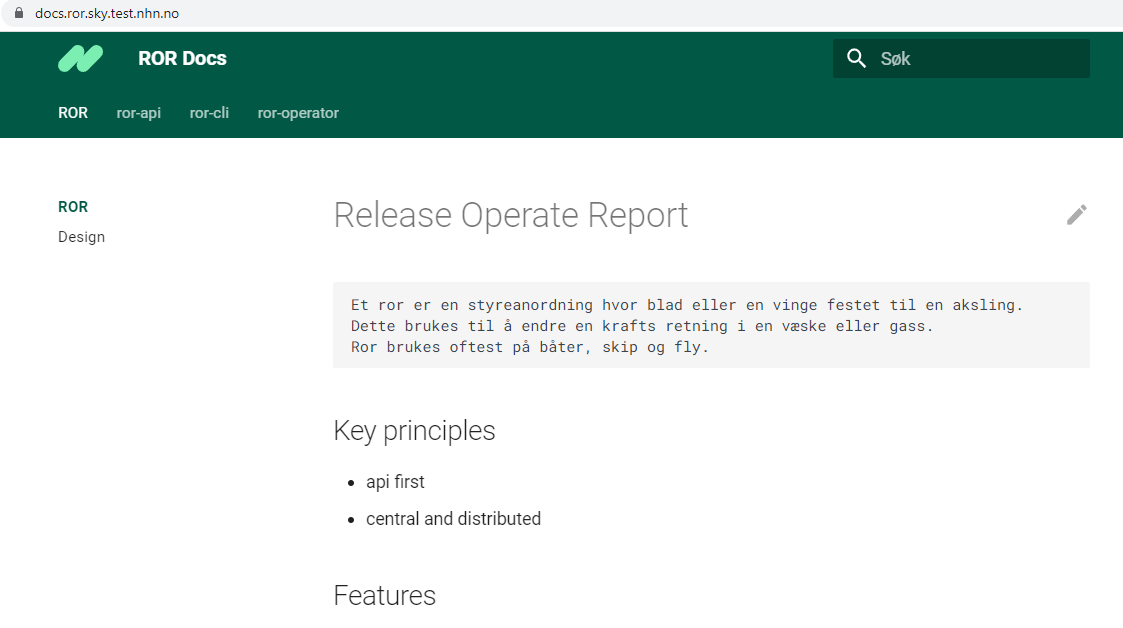 docs.ror.sky.test.nhn.no
ROR Docs
Søk
ROR
ror-api
ror-cli
ror-operator
ROR
Design
Release Operate Report
Et ror er en styreanordning hvor blad eller en vinge festet til en aksling.
Dette brukes til å endre en krafts retning i en væske eller gass.
Ror brukes oftest på båter, skip og fly.
Key principles
api first
central and distributed
Features